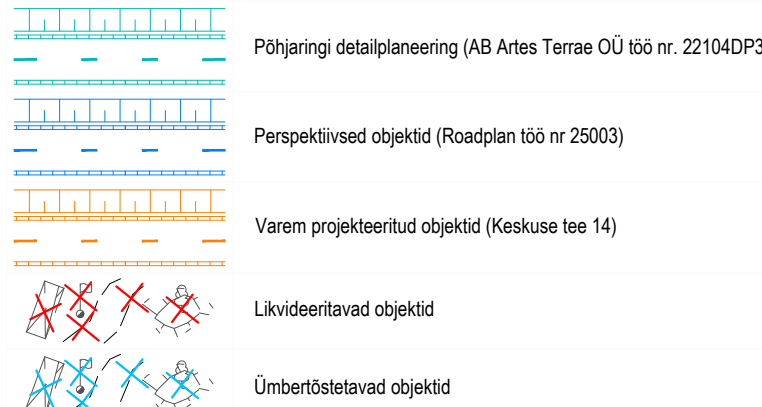 Põhjaringi detailplaneering (AB Artes Terrae OÜ töö nr. 22104DP3
Perspektiivsed objektid (Roadplan töö nr 25003)
Varem projekteeritud objektid (Keskuse tee 14)
Likvideeritavad objektid
Ümbertõstetavad objektid